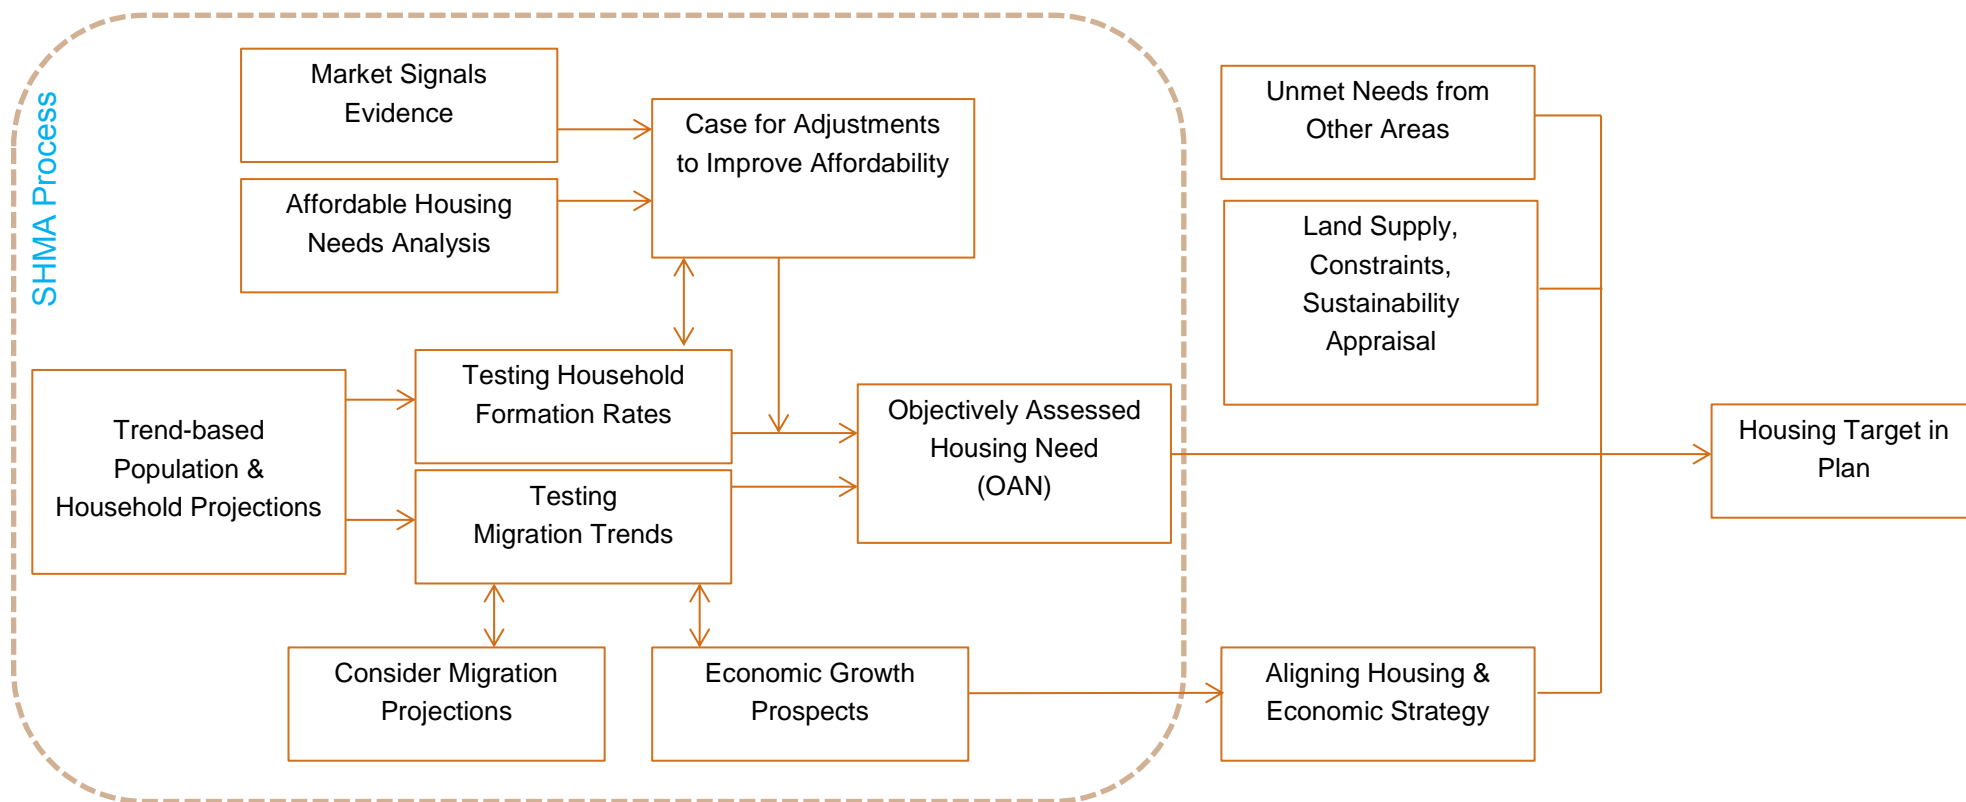 SHMA Process
Market Signals
Evidence
Affordable Housing
Needs Analysis
Case for Adjustments
to Improve Affordability
Trend-based
Population &
Household Projections
Testing Household
Formation Rates
Testing
Migration Trends
Consider Migration
Projections
Economic Growth
Prospects
Objectively Assessed
Housing Need
(OAN)
Unmet Needs from
Other Areas
Land Supply,
Constraints,
Sustainability
Appraisal
Aligning Housing &
Economic Strategy
Housing Target in
Plan